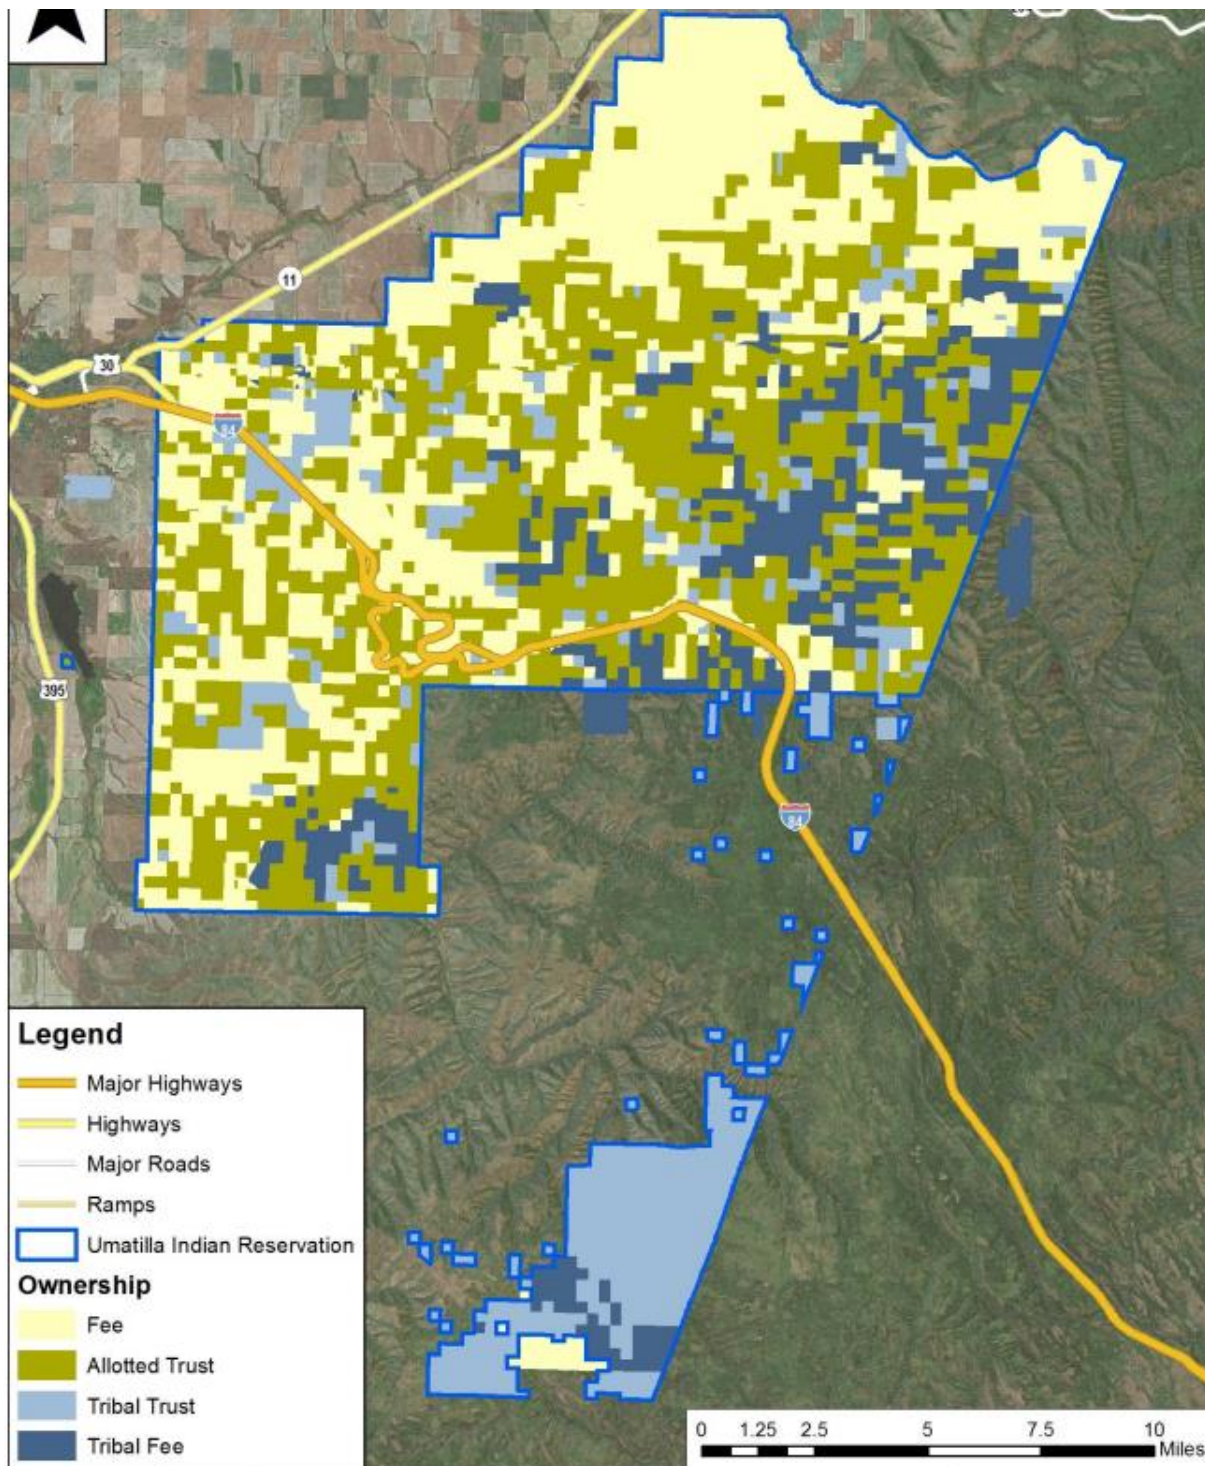 11
30
84
395
84
Legend
Major Highways
Highways
Major Roads
Ramps
Umatilla Indian Reservation
Ownership
Fee
Allotted Trust
Tribal Trust
Tribal Fee
0 1.25 2.5 5 7.5 10
Miles